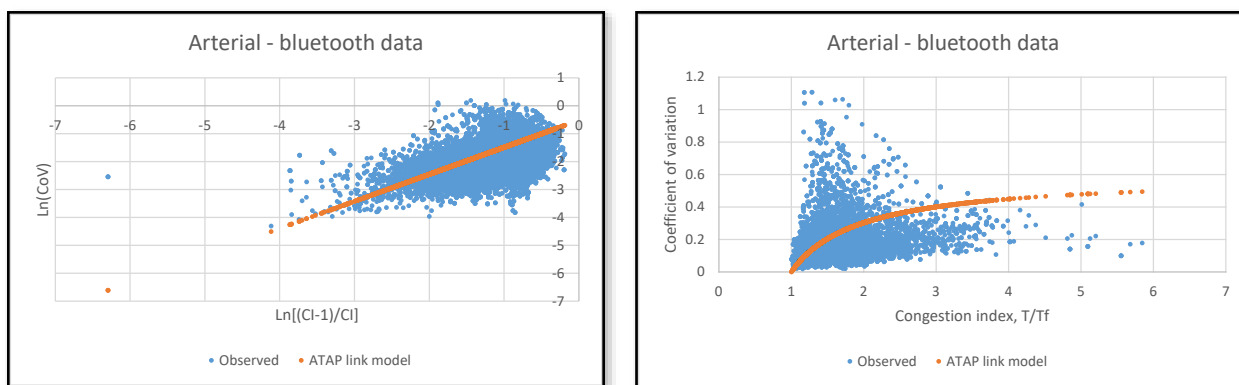 Arterial - bluetooth data
1
0
-7 -6 -5 -4 -3 -2 -1 0
-1
-2
-3
-4
-5
-6
-7
Ln(CoV)
Ln[(CI-1)/CI]
Observed ATAP link model
Arterial - bluetooth data
1.2
1
0.8
0.6
0.4
0.2
0
0 1 2 3 4 5 6 7
Coefficient of variation
Congestion index, T/Tf
Observed ATAP link model